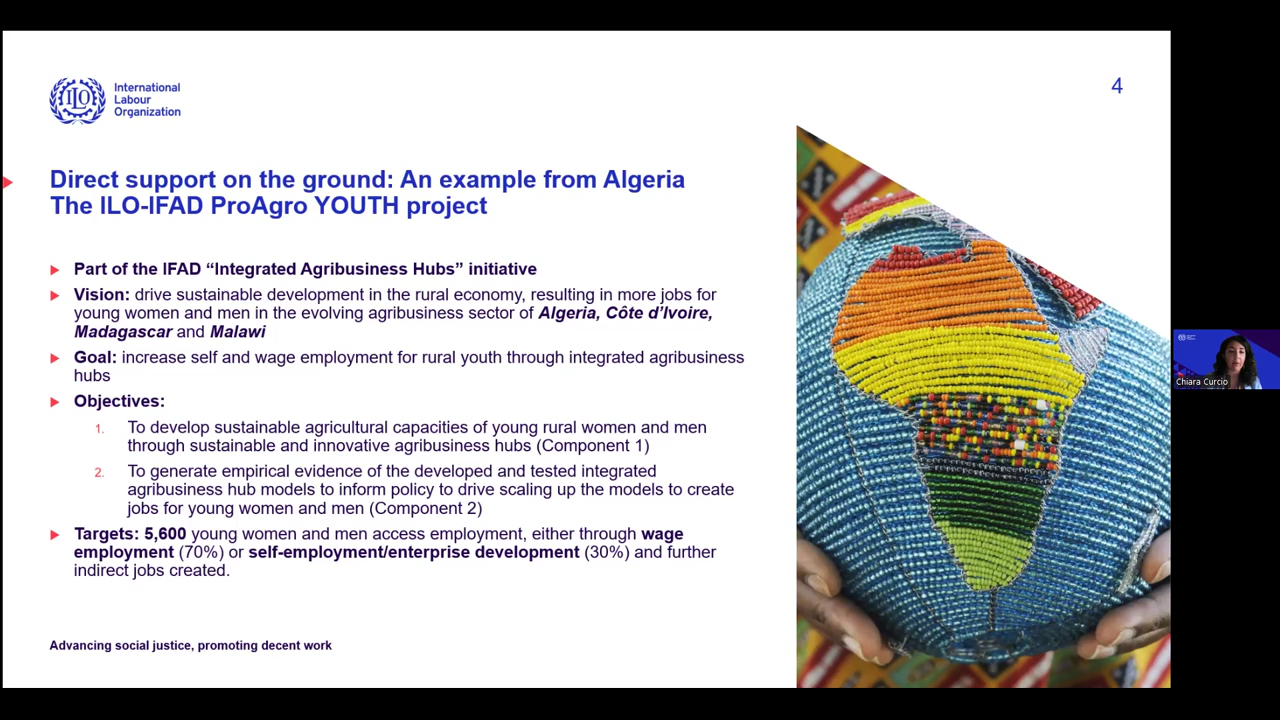 International
Labour
Organization
4
Direct support on the ground: An example from Algeria
The ILO-IFAD ProAgro YOUTH project
Part of the IFAD “Integrated Agribusiness Hubs” initiative
Vision: drive sustainable development in the rural economy, resulting in more jobs for
young women and men in the evolving agribusiness sector of Algeria, Côte d’Ivoire,
Madagascar and Malawi
Goal: increase self and wage employment for rural youth through integrated agribusiness
hubs
Objectives:
1. To develop sustainable agricultural capacities of young rural women and men
through sustainable and innovative agribusiness hubs (Component 1)
2. To generate empirical evidence of the developed and tested integrated
agribusiness hub models to inform policy to drive scaling up the models to create
jobs for young women and men (Component 2)
Targets: 5,600 young women and men access employment, either through wage
employment (70%) or self-employment/enterprise development (30%) and further
indirect jobs created.
Advancing social justice, promoting decent work
Chiara Curcio